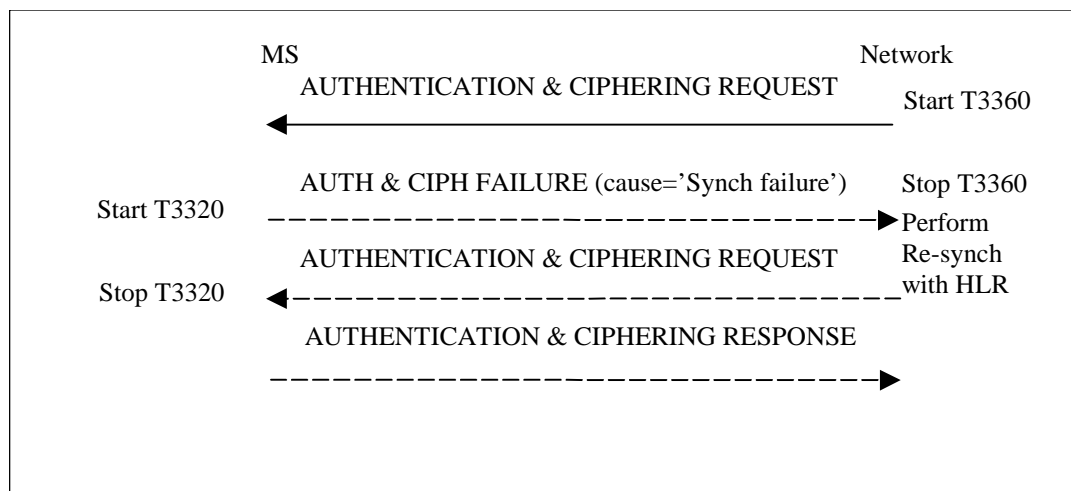 MS
Network
AUTHENTICATION & CIPHERING REQUEST
Start T3360
AUTH & CIPH FAILURE (cause=’Synch failure’)
Stop T3360
Start T3320
Perform
Re-synch
with HLR
AUTHENTICATION & CIPHERING REQUEST
Stop T3320
AUTHENTICATION & CIPHERING RESPONSE